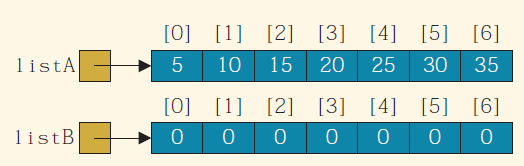 [0] [1] [2] [3] [4] [5] [6]
listA 5 10 15 20 25 30 35
[0] [1] [2] [3] [4] [5] [6]
listB 0 0 0 0 0 0 0